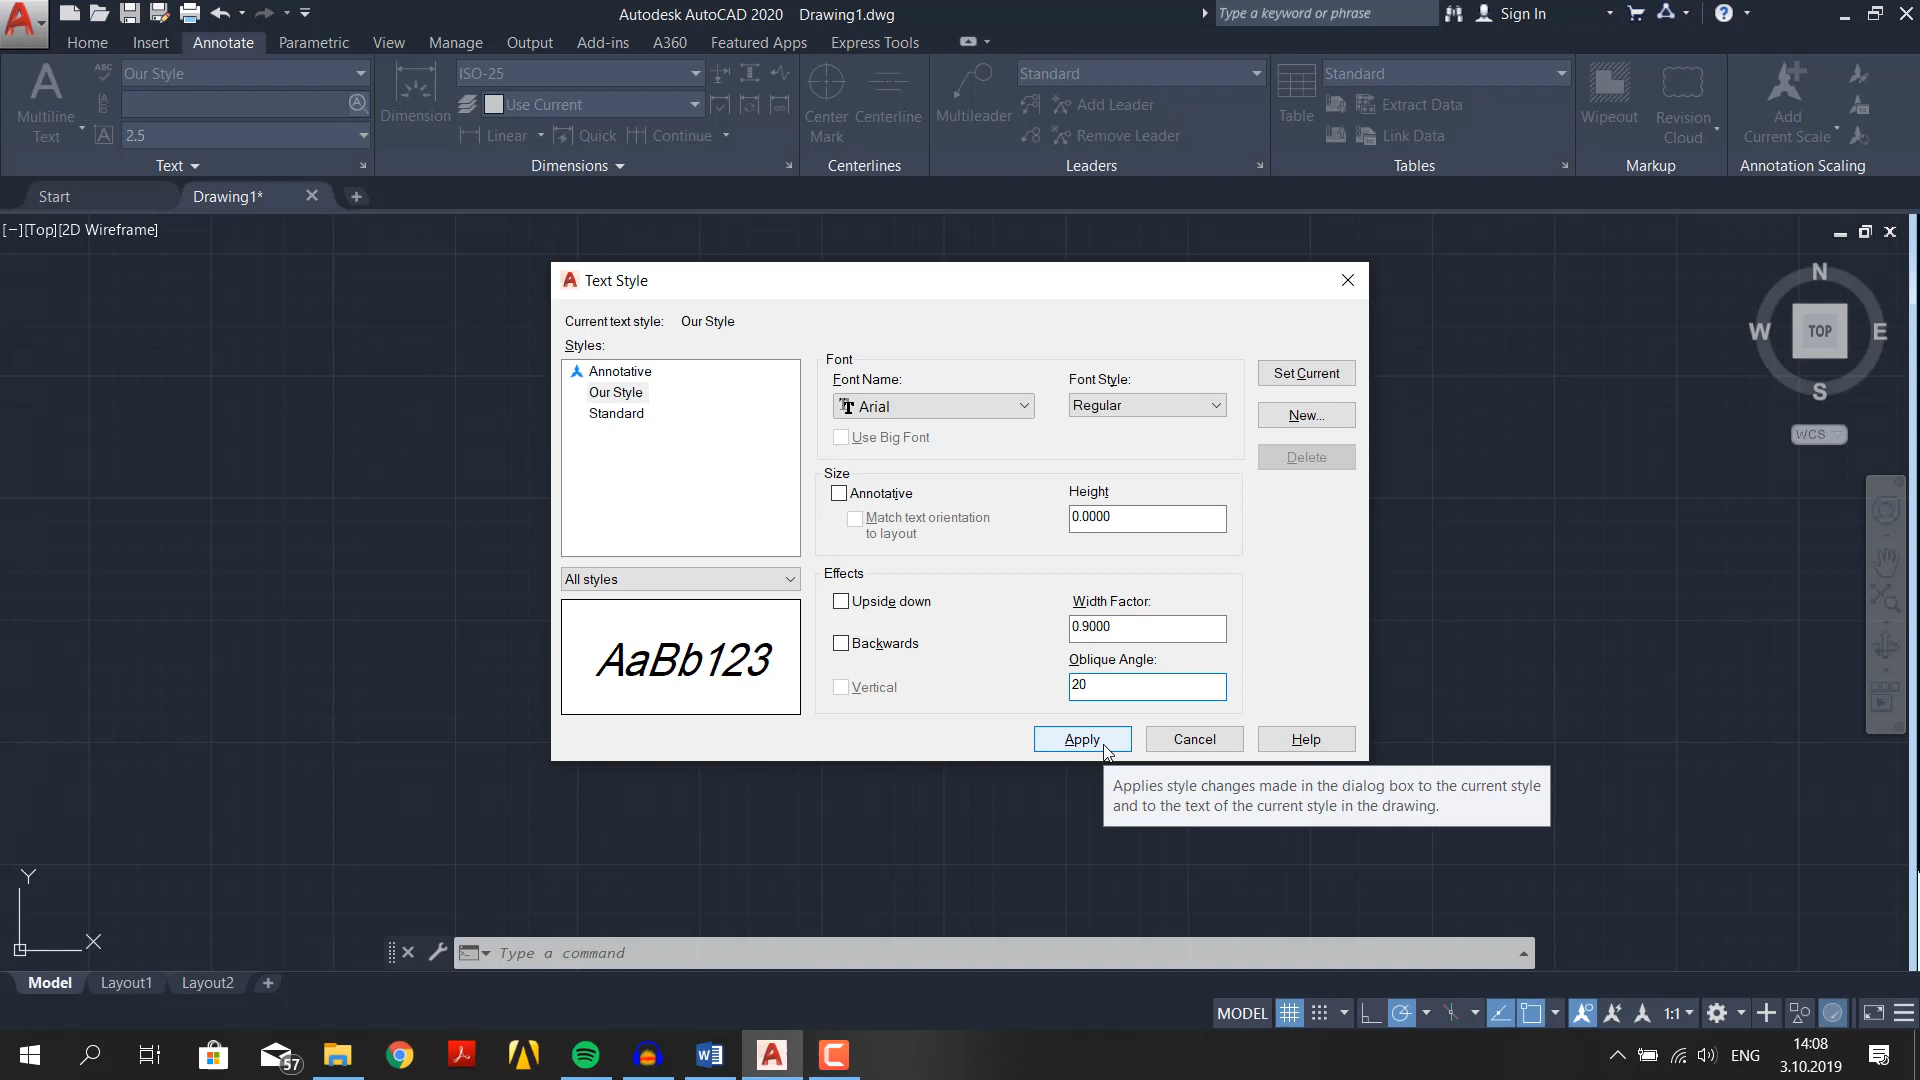 Autodesk AutoCAD 2020 Drawing1.dwg
Type a keyword or phrase
Sign In
Home Insert Annotate Parametric View Manage Output Add-ins A360 Featured Apps Express Tools
Our Style
ISO-25
Standard
Standard
Use Current
Add Leader
Extract Data
Multiline
Text
Dimension
Center
Mark
Centerline
Multileader
Table
Wipeout
Revision
Cloud
Add
Current Scale
2.5
Linear Quick Continue
Remove Leader
Link Data
Text Dimensions Centerlines Leaders Tables Markup Annotation Scaling
Start Drawing1*
[−][Top][2D Wireframe]
N
W TOP E
S
WCS
Text Style
Current text style: Our Style
Styles:
Annotative
Our Style
Standard
All styles
AaBb123
Font
Font Name:
Font Style:
Arial
Regular
Use Big Font
Set Current
New...
Delete
Size
Annotative
Match text orientation
to layout
Height
0.0000
Effects
Upside down
Backwards
Vertical
Width Factor:
0.9000
Oblique Angle:
20
Apply Cancel Help
Applies style changes made in the dialog box to the current style
and to the text of the current style in the drawing.
Y
X
Type a command
Model Layout1 Layout2
MODEL
1:1
57
ENG
14:08
3.10.2019